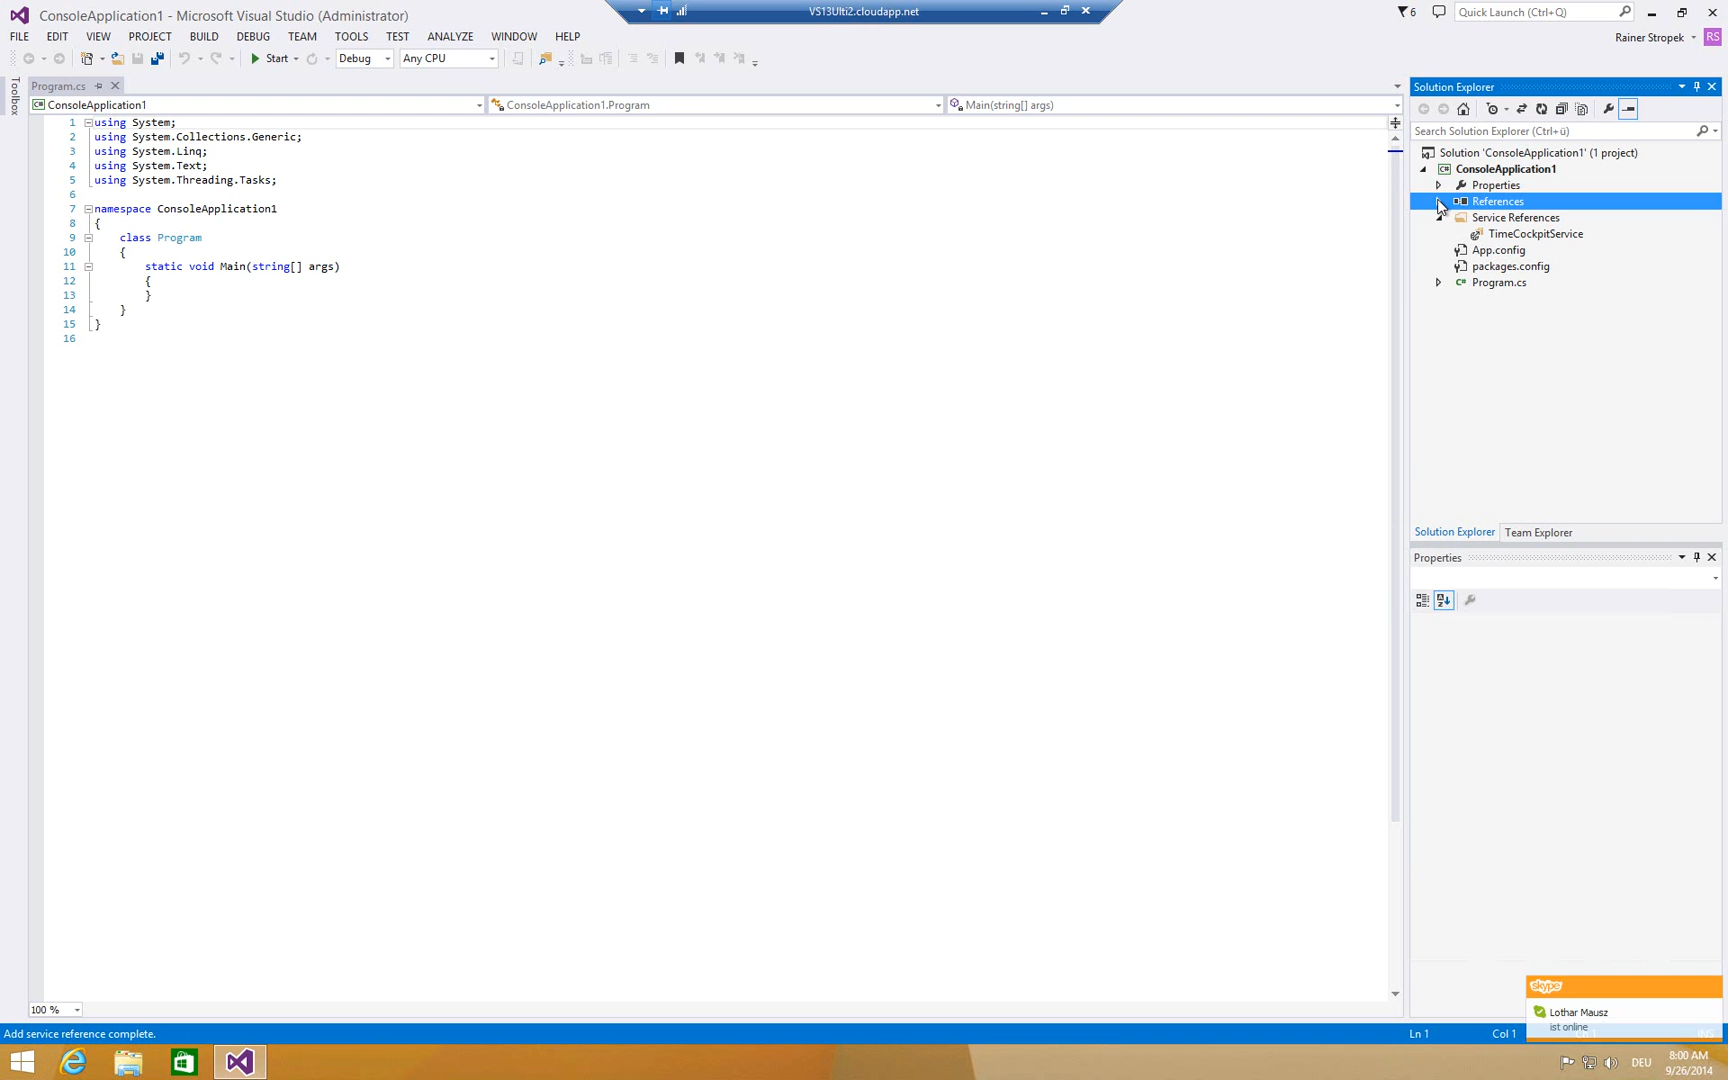 ConsoleApplication1 - Microsoft Visual Studio (Administrator)
VS13Ulti2.cloudapp.net
6
Quick Launch (Ctrl+Q)
FILE EDIT VIEW PROJECT BUILD DEBUG TEAM TOOLS TEST ANALYZE WINDOW HELP
Rainer Stropek RS
Start Debug Any CPU
Toolbox
Program.cs
ConsoleApplication1 ConsoleApplication1.Program Main(string[] args)
1 using System;
2 using System.Collections.Generic;
3 using System.Linq;
4 using System.Text;
5 using System.Threading.Tasks;
6
7 namespace ConsoleApplication1
8 {
9 class Program
10 {
11 static void Main(string[] args)
12 {
13 }
14 }
15 }
16
100 %
Solution Explorer
Search Solution Explorer (Ctrl+ü)
Solution 'ConsoleApplication1' (1 project)
ConsoleApplication1
Properties
References
Service References
TimeCockpitService
App.config
packages.config
Program.cs
Solution Explorer Team Explorer
Properties
skype
Lothar Mausz
ist online
Add service reference complete.
Ln 1 Col 1
DEU
8:00 AM
9/26/2014